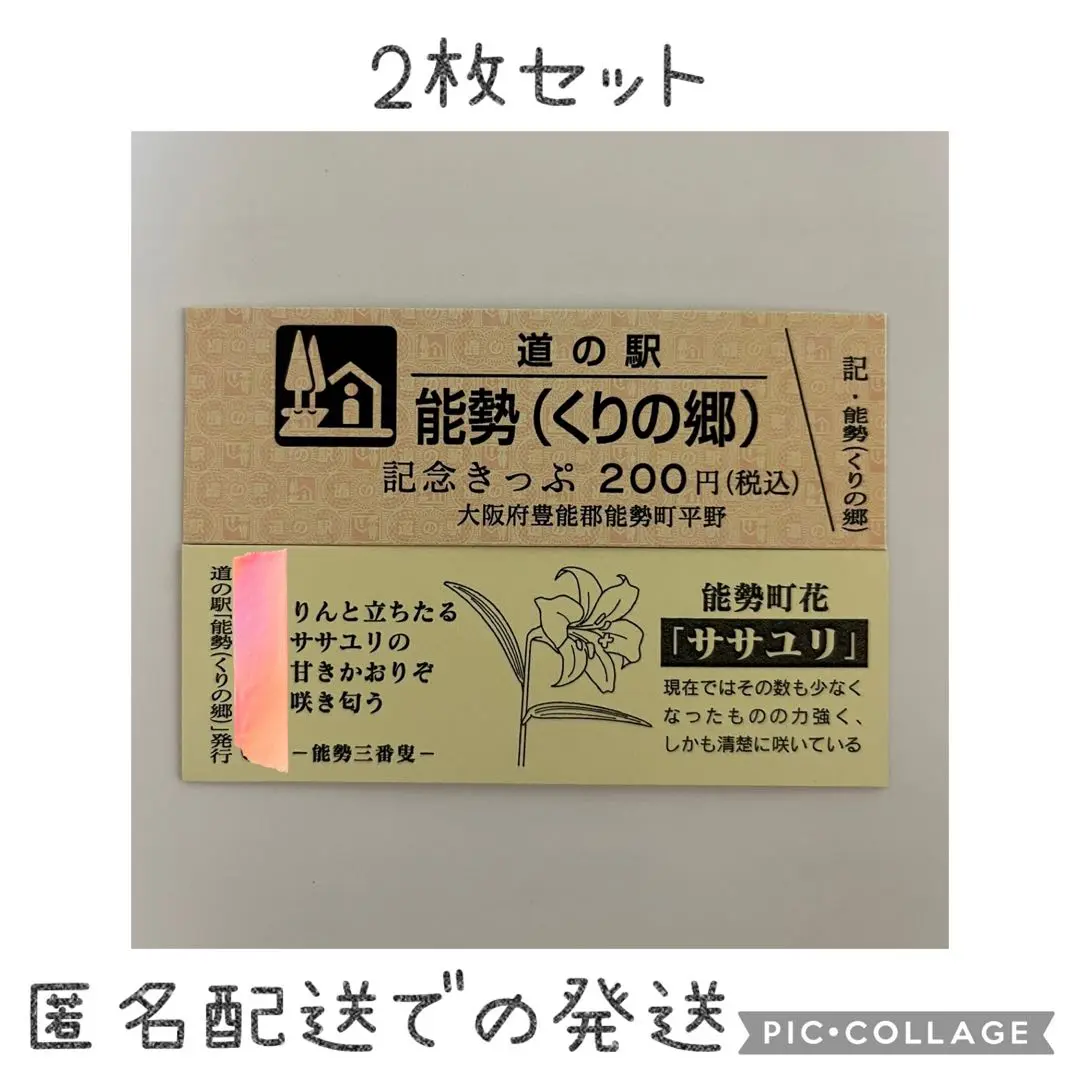 2枚セット
道の駅
能勢(くりの郷)
記念きっぷ 200円(税込)
大阪府豊能郡能勢町平野
記・能勢(くりの郷)
道の駅「能勢(くりの郷)」発行
りんと立ちたる
ササユリの
甘きかおりぞ
咲き匂う
－能勢三番叟－
能勢町花
「ササユリ」
現在ではその数も少なく
なったものの力強く、
しかも清楚に咲いている
匿名配送での発送
PIC•COLLAGE